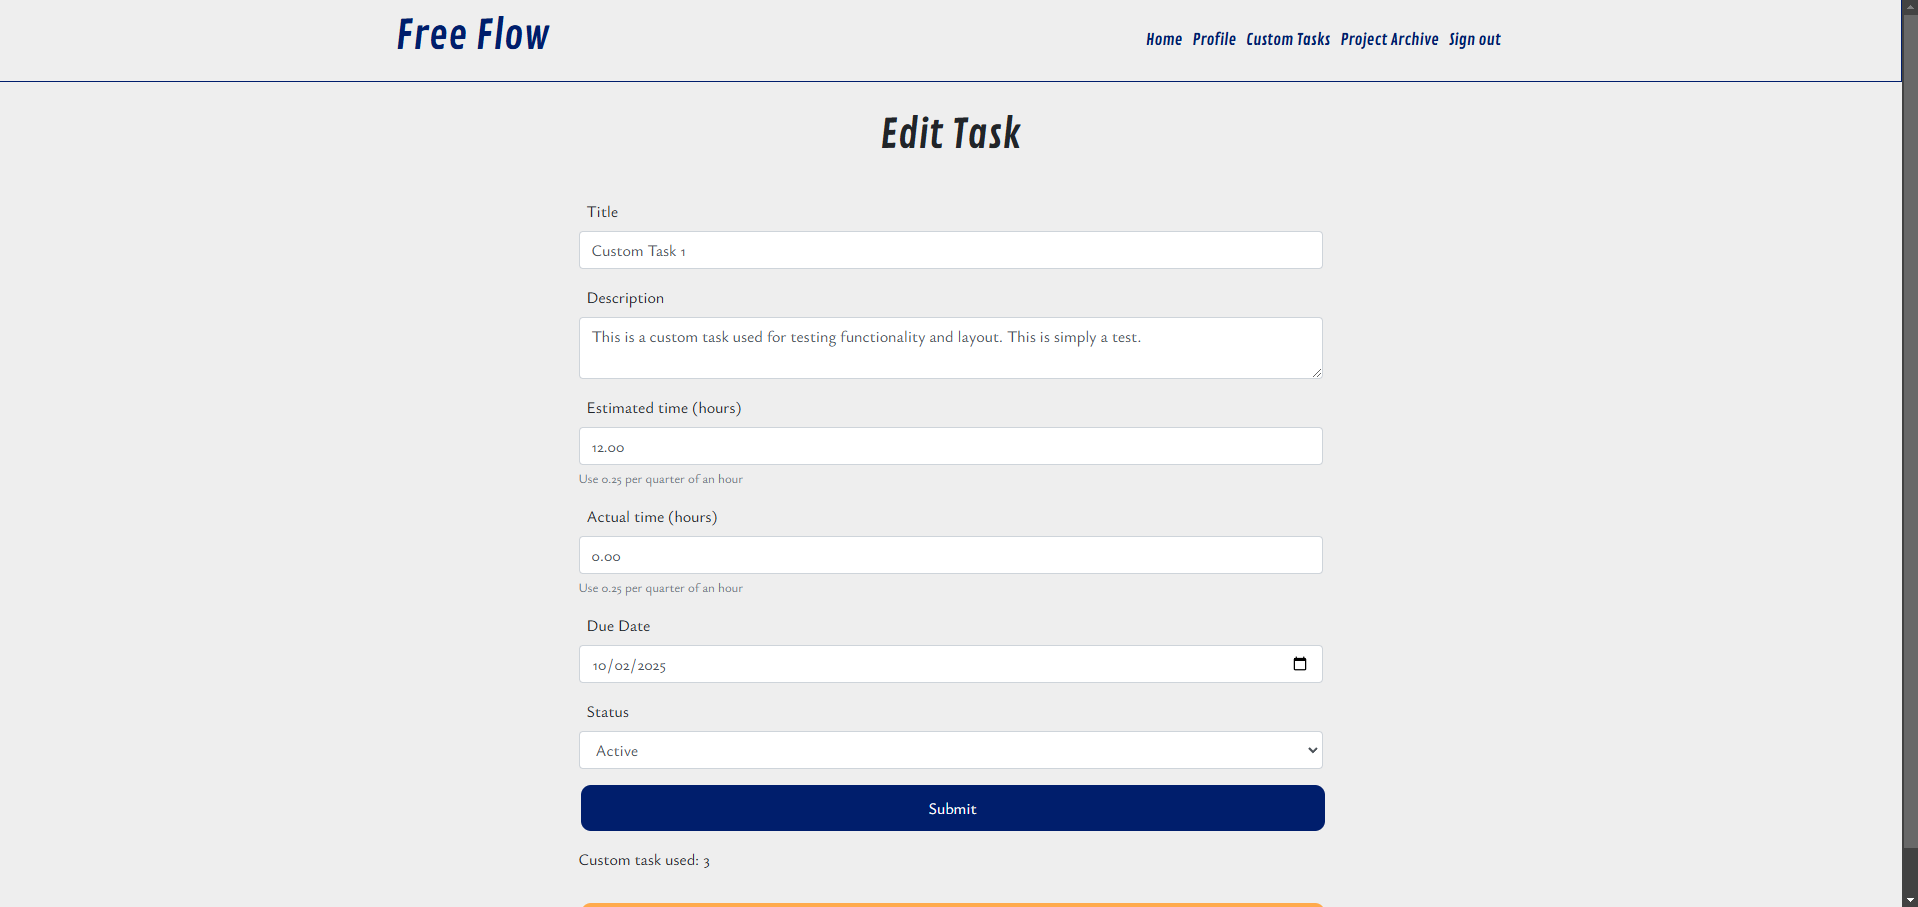 Free Flow
Home Profile Custom Tasks Project Archive Sign out
Edit Task
Title
Custom Task 1
Description
This is a custom task used for testing functionality and layout. This is simply a test.
Estimated time (hours)
12.00
Use 0.25 per quarter of an hour
Actual time (hours)
0.00
Use 0.25 per quarter of an hour
Due Date
10/02/2025
Status
Active
Submit
Custom task used: 3